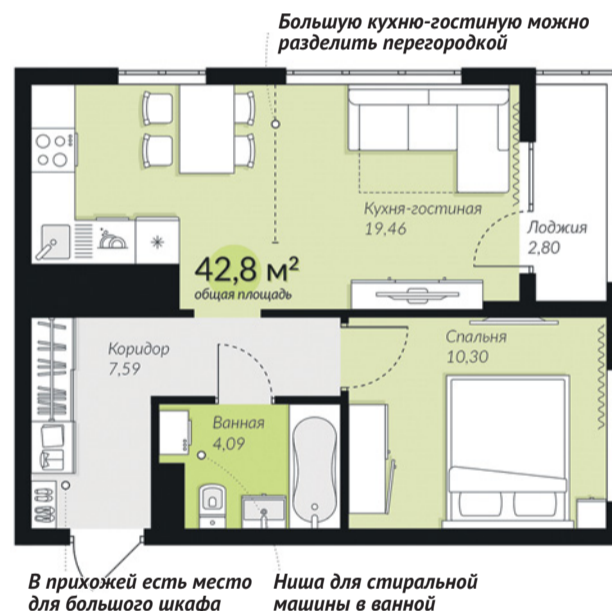 Большую кухню-гостиную можно
разделить перегородкой
Кухня-гостиная
19,46
Лоджия
2,80
42,8 м²
общая площадь
Коридор
7,59
Спальня
10,30
Ванная
4,09
В прихожей есть место
для большого шкафа
Ниша для стиральной
машины в ванной